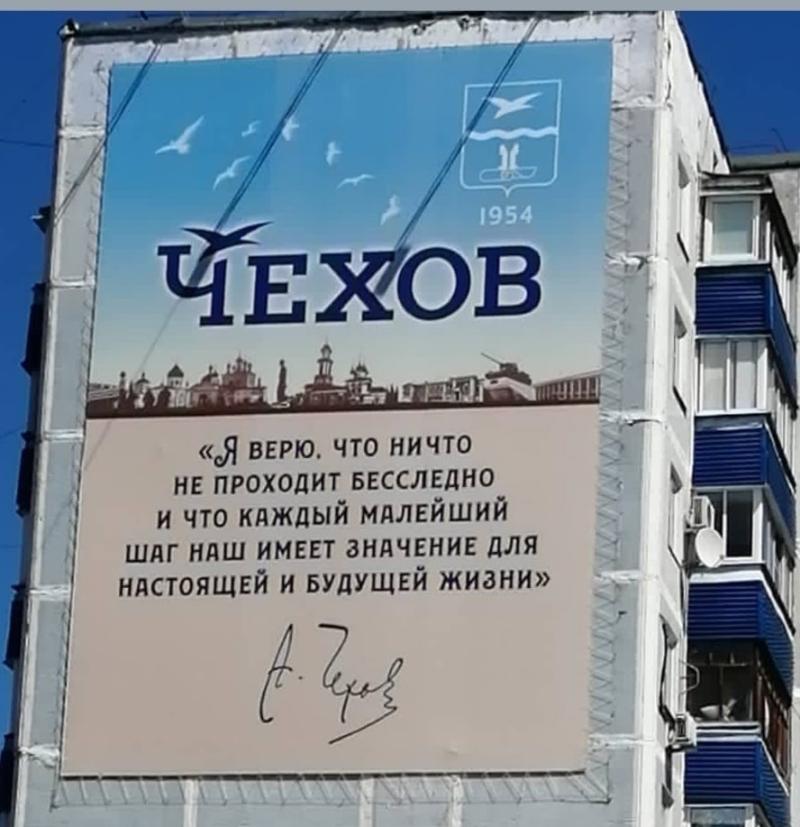 1954
ЧЕХОВ
«Я ВЕРЮ, ЧТО НИЧТО
НЕ ПРОХОДИТ БЕССЛЕДНО
И ЧТО КАЖДЫЙ МАЛЕЙШИЙ
ШАГ НАШ ИМЕЕТ ЗНАЧЕНИЕ ДЛЯ
НАСТОЯЩЕЙ И БУДУЩЕЙ ЖИЗНИ»
А. Чехов